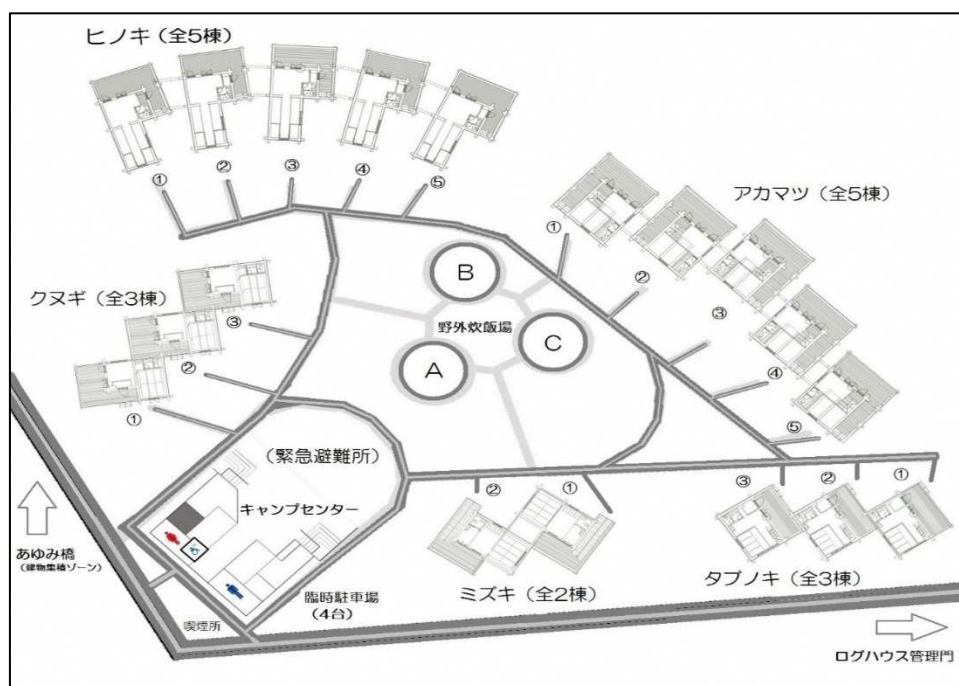 ヒノキ（全5棟）
①
②
③
④
⑤
アカマツ（全5棟）
①
②
③
④
⑤
クヌギ（全3棟）
③
②
①
B
野外炊飯場
C
A
（緊急避難所）
キャンプセンター
あゆみ橋
（建物集積ゾーン）
喫煙所
臨時駐車場
（4台）
②
①
ミズキ（全2棟）
③
②
①
タブノキ（全3棟）
ログハウス管理門